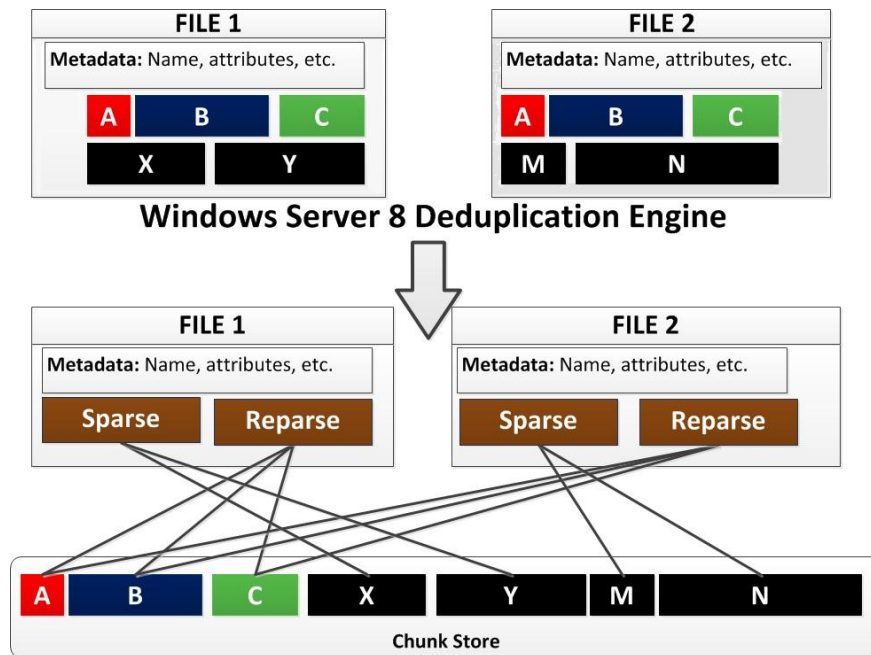 FILE 1
Metadata: Name, attributes, etc.
A B C
X Y
FILE 2
Metadata: Name, attributes, etc.
A B C
M N
Windows Server 8 Deduplication Engine
FILE 1
Metadata: Name, attributes, etc.
Sparse Reparse
FILE 2
Metadata: Name, attributes, etc.
Sparse Reparse
A B C X Y M N
Chunk Store